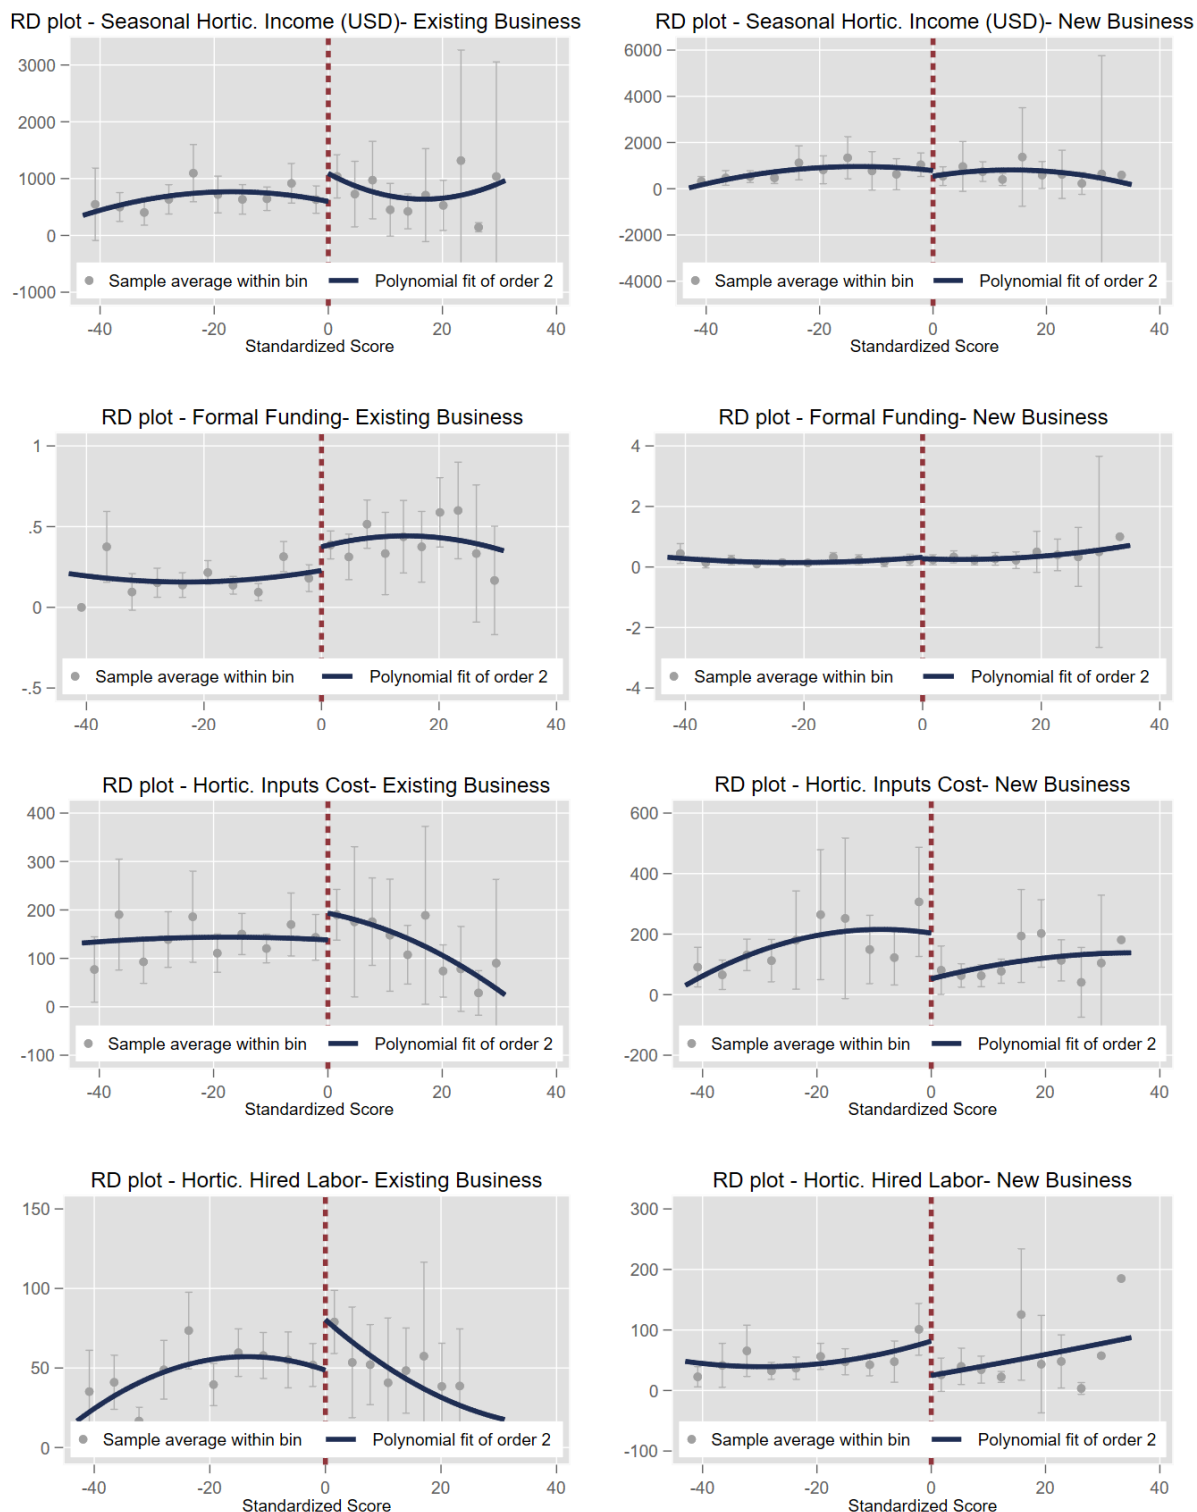 RD plot - Seasonal Hortic. Income (USD)- Existing Business
3000
2000
1000
0
-1000
Sample average within bin
Polynomial fit of order 2
-40
-20
0
20
40
Standardized Score
RD plot - Seasonal Hortic. Income (USD)- New Business
6000
4000
2000
0
-2000
-4000
Sample average within bin
Polynomial fit of order 2
-40
-20
0
20
40
Standardized Score
RD plot - Formal Funding- Existing Business
1
.5
0
-.5
Sample average within bin
Polynomial fit of order 2
-40
-20
0
20
40
RD plot - Formal Funding- New Business
4
2
0
-2
-4
Sample average within bin
Polynomial fit of order 2
-40
-20
0
20
40
RD plot - Hortic. Inputs Cost- Existing Business
400
300
200
100
0
-100
Sample average within bin
Polynomial fit of order 2
-40
-20
0
20
40
Standardized Score
RD plot - Hortic. Inputs Cost- New Business
600
400
200
0
-200
Sample average within bin
Polynomial fit of order 2
-40
-20
0
20
40
Standardized Score
RD plot - Hortic. Hired Labor- Existing Business
150
100
50
0
Sample average within bin
Polynomial fit of order 2
-40
-20
0
20
40
Standardized Score
RD plot - Hortic. Hired Labor- New Business
300
200
100
0
-100
Sample average within bin
Polynomial fit of order 2
-40
-20
0
20
40
Standardized Score